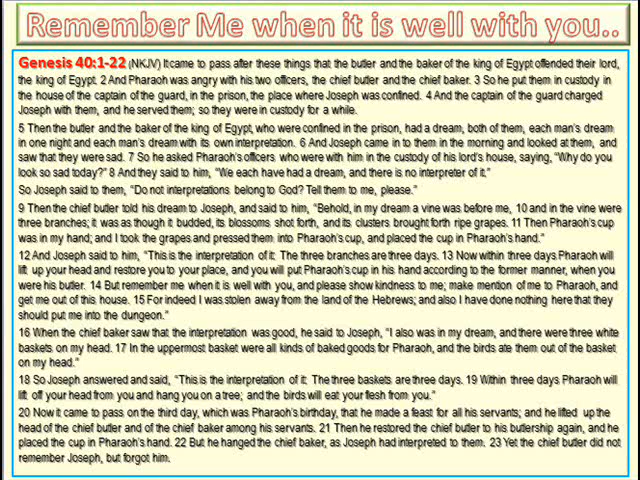 Remember Me when it is well with you..
Genesis 40:1-22 (NKJV) It came to pass after these things that the butler and the baker of the king of Egypt offended their lord,
the king of Egypt. 2 And Pharaoh was angry with his two officers, the chief butler and the chief baker. 3 So he put them in custody in
the house of the captain of the guard, in the prison, the place where Joseph was confined. 4 And the captain of the guard charged
Joseph with them, and he served them; so they were in custody for a while.
5 Then the butler and the baker of the king of Egypt, who were confined in the prison, had a dream, both of them, each man's dream
in one night and each man's dream with its own interpretation. 6 And Joseph came in to them in the morning and looked at them, and
saw that they were sad. 7 So he asked Pharaoh's officers who were with him in the custody of his lord's house, saying, "Why do you
look so sad today?" 8 And they said to him, "We each have had a dream, and there is no interpreter of it."
So Joseph said to them, "Do not interpretations belong to God? Tell them to me, please."
9 Then the chief butler told his dream to Joseph, and said to him, "Behold, in my dream a vine was before me, 10 and in the vine were
three branches; it was as though it budded, its blossoms shot forth, and its clusters brought forth ripe grapes. 11 Then Pharaoh's cup
was in my hand; and I took the grapes and pressed them into Pharaoh's cup, and placed the cup in Pharaoh's hand."
12 And Joseph said to him, "This is the interpretation of it: The three branches are three days. 13 Now within three days Pharaoh will
lift up your head and restore you to your place, and you will put Pharaoh's cup in his hand according to the former manner, when you
were his butler. 14 But remember me when it is well with you, and please show kindness to me; make mention of me to Pharaoh, and
get me out of this house. 15 For indeed I was stolen away from the land of the Hebrews; and also I have done nothing here that they
should put me into the dungeon."
16 When the chief baker saw that the interpretation was good, he said to Joseph, "I also was in my dream, and there were three white
baskets on my head. 17 In the uppermost basket were all kinds of baked goods for Pharaoh, and the birds ate them out of the basket
on my head."
18 So Joseph answered and said, "This is the interpretation of it: The three baskets are three days. 19 Within three days Pharaoh will
lift off your head from you and hang you on a tree; and the birds will eat your flesh from you."
20 Now it came to pass on the third day, which was Pharaoh's birthday, that he made a feast for all his servants; and he lifted up the
head of the chief butler and of the chief baker among his servants. 21 Then he restored the chief butler to his butlership again, and he
placed the cup in Pharaoh's hand. 22 But he hanged the chief baker, as Joseph had interpreted to them. 23 Yet the chief butler did not
remember Joseph, but forgot him.